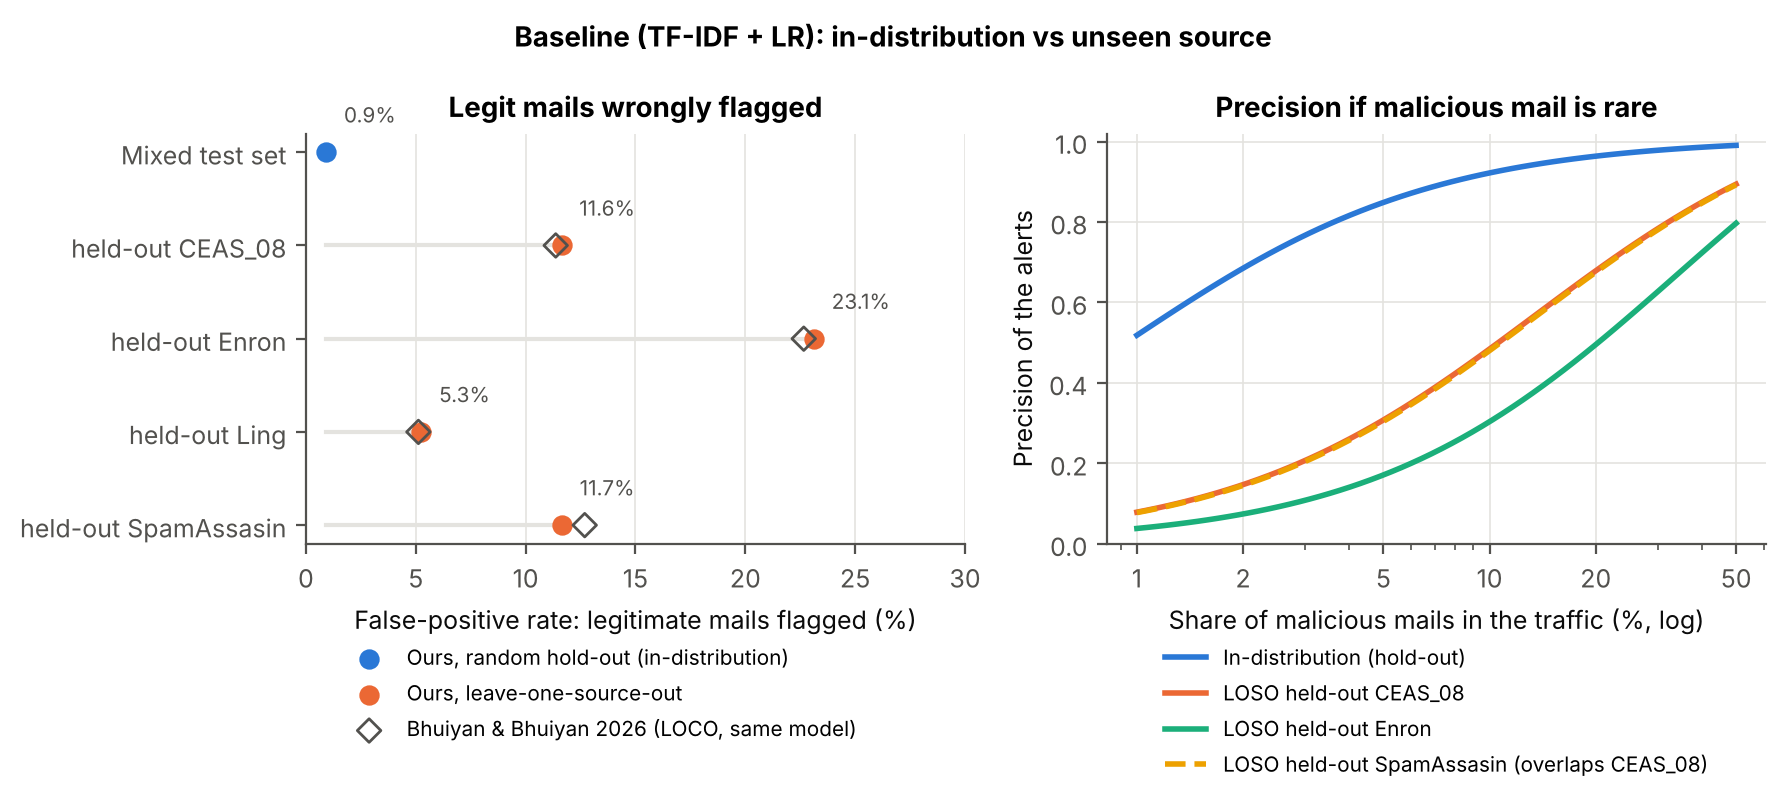 Baseline (TF-IDF + LR): in-distribution vs unseen source
Legit mails wrongly flagged
0.9%
Mixed test set
11.6%
held-out CEAS_08
23.1%
held-out Enron
5.3%
held-out Ling
11.7%
held-out SpamAssasin
0 5 10 15 20 25 30
False-positive rate: legitimate mails flagged (%)
Ours, random hold-out (in-distribution)
Ours, leave-one-source-out
Bhuiyan & Bhuiyan 2026 (LOCO, same model)
Precision if malicious mail is rare
Precision of the alerts
1.0
0.8
0.6
0.4
0.2
0.0
1 2 5 10 20 50
Share of malicious mails in the traffic (%, log)
In-distribution (hold-out)
LOSO held-out CEAS_08
LOSO held-out Enron
LOSO held-out SpamAssasin (overlaps CEAS_08)